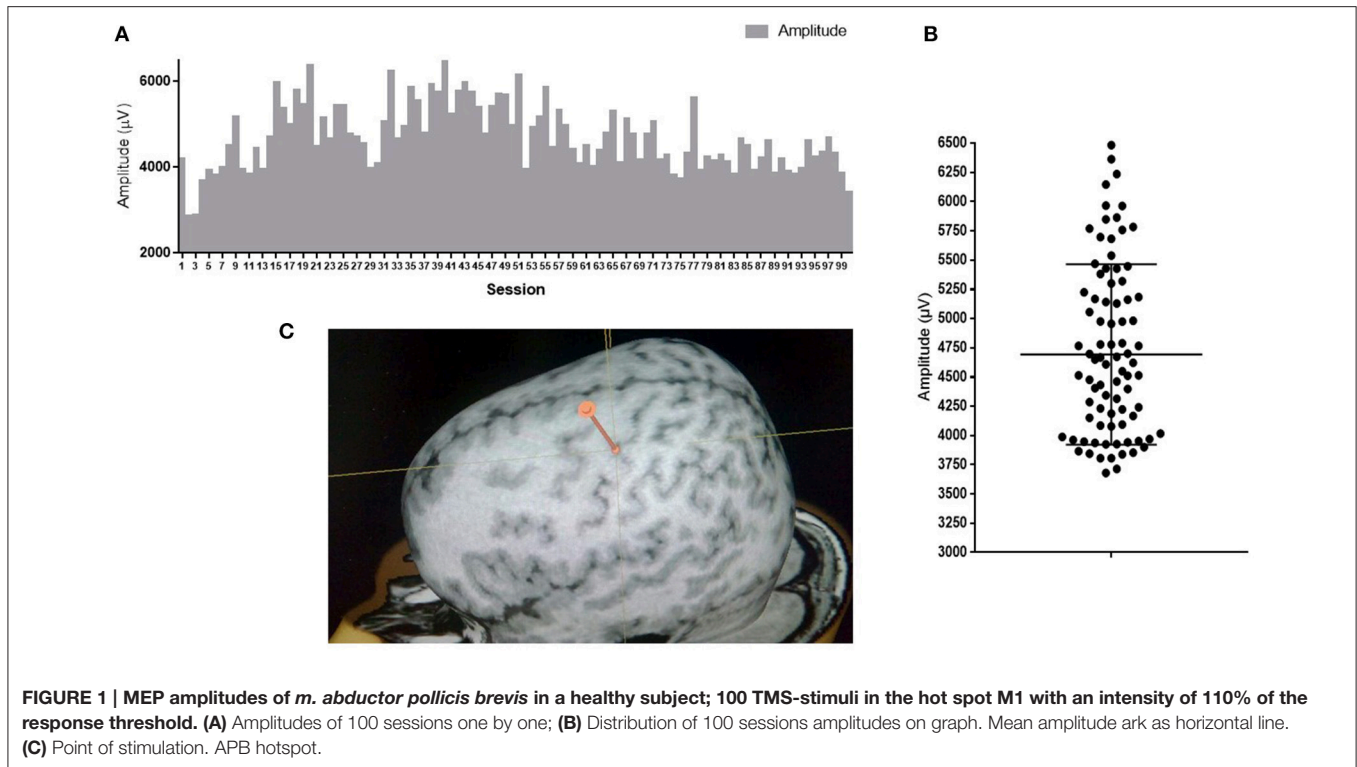 A
Amplitude
Amplitude (µV)
6000
4000
2000
1 3 5 7 9 11 13 15 17 19 21 23 25 27 29 31 33 35 37 39 41 43 45 47 49 51 53 55 57 59 61 63 65 67 69 71 73 75 77 79 81 83 85 87 89 91 93 95 97 99
Session
B
Amplitude (µV)
6500
6250
6000
5750
5500
5250
5000
4750
4500
4250
4000
3750
3500
3250
3000
C
FIGURE 1 | MEP amplitudes of m. abductor pollicis brevis in a healthy subject; 100 TMS-stimuli in the hot spot M1 with an intensity of 110% of the
response threshold. (A) Amplitudes of 100 sessions one by one; (B) Distribution of 100 sessions amplitudes on graph. Mean amplitude ark as horizontal line.
(C) Point of stimulation. APB hotspot.